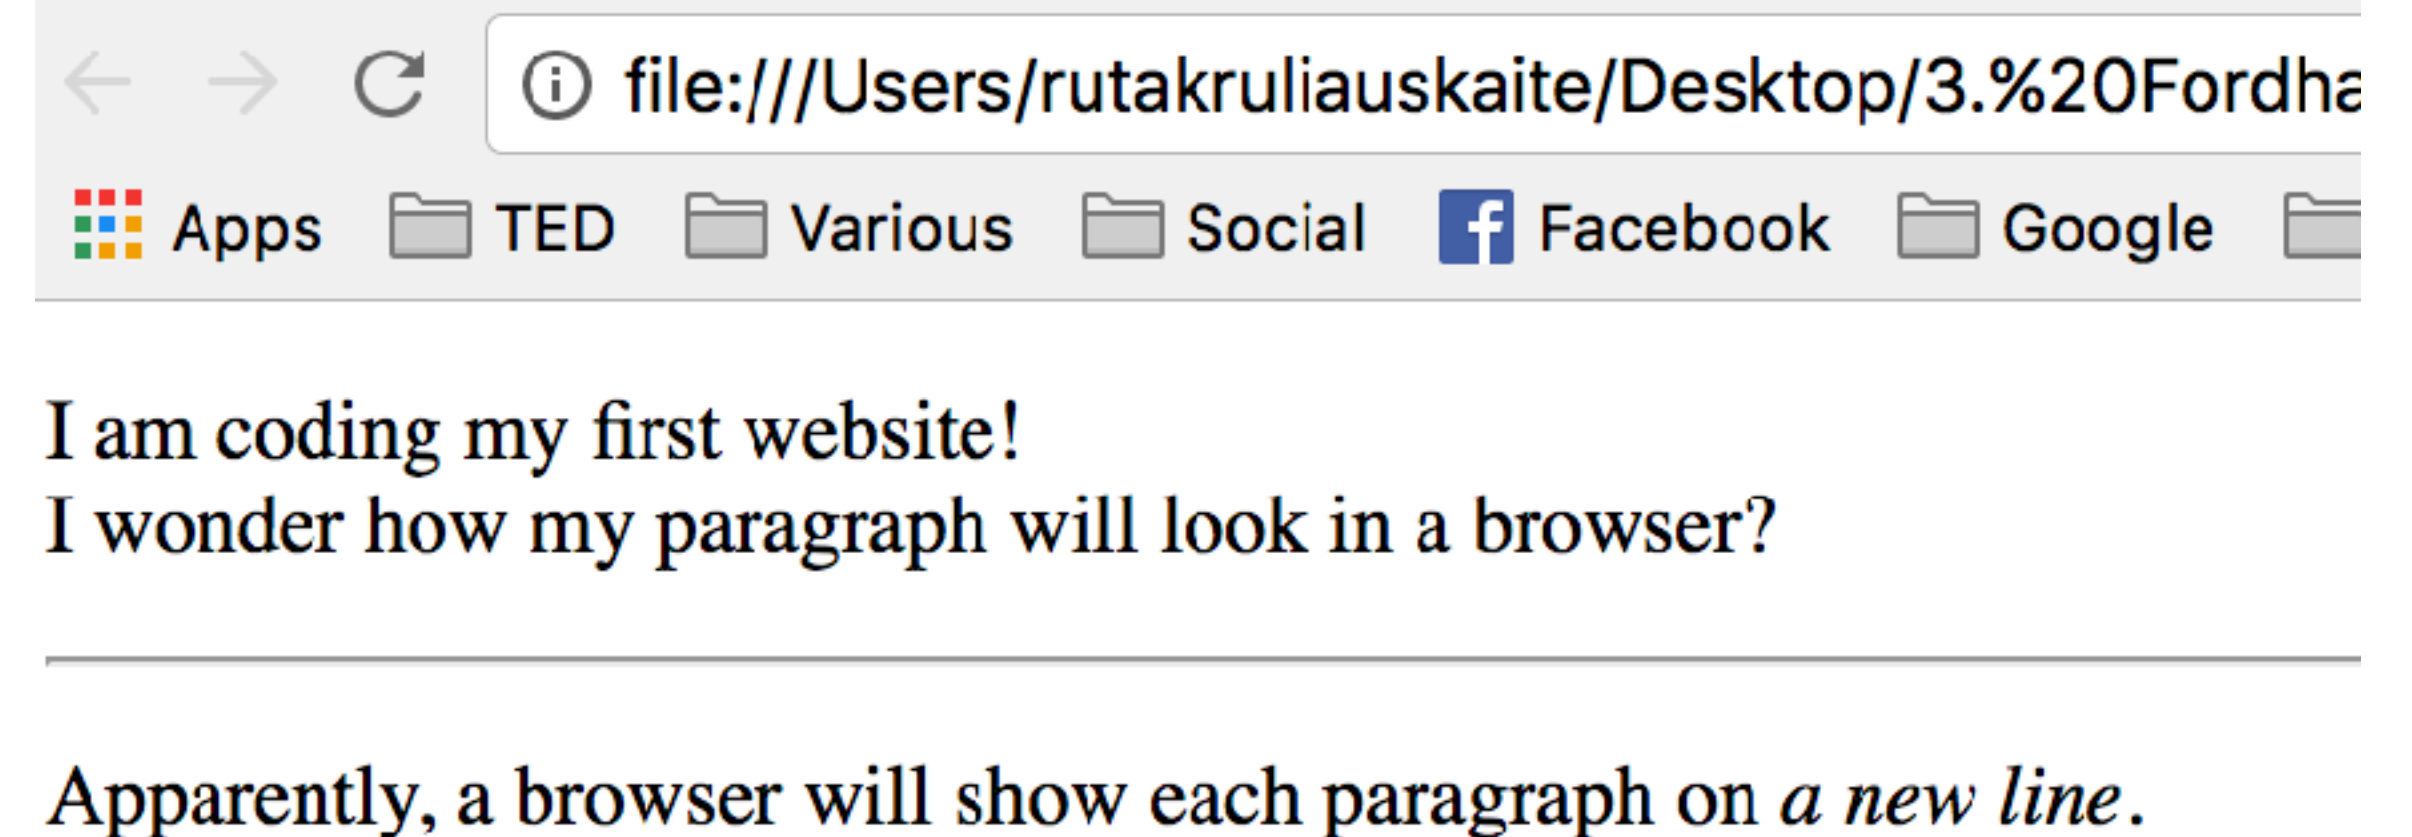 file:///Users/rutakruliauskaite/Desktop/3.%20Fordha
Apps TED Various Social Facebook Google
I am coding my first website!
I wonder how my paragraph will look in a browser?
Apparently, a browser will show each paragraph on a new line.